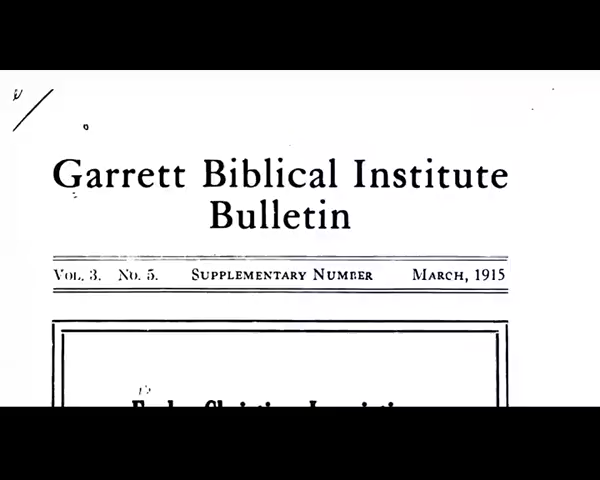 Garrett Biblical Institute
Bulletin
VOL. 3. NO. 5. SUPPLEMENTARY NUMBER MARCH, 1915